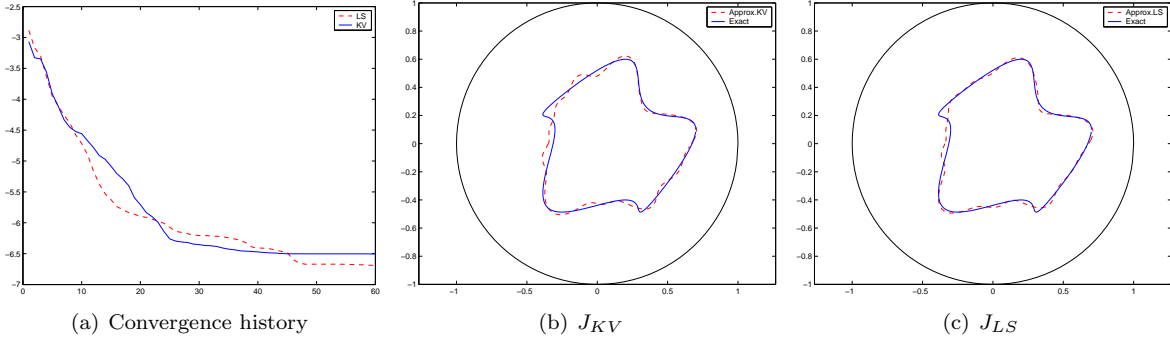 -2.5
-3
-3.5
-4
-4.5
-5
-5.5
-6
-6.5
-7
0 10 20 30 40 50 60
LS
KV
(a) Convergence history
1
0.8
0.6
0.4
0.2
0
-0.2
-0.4
-0.6
-0.8
-1
-1 -0.5 0 0.5 1
Approx.KV
Exact
(b) J_{KV}
1
0.8
0.6
0.4
0.2
0
-0.2
-0.4
-0.6
-0.8
-1
-1 -0.5 0 0.5 1
Approx.LS
Exact
(c) J_{LS}